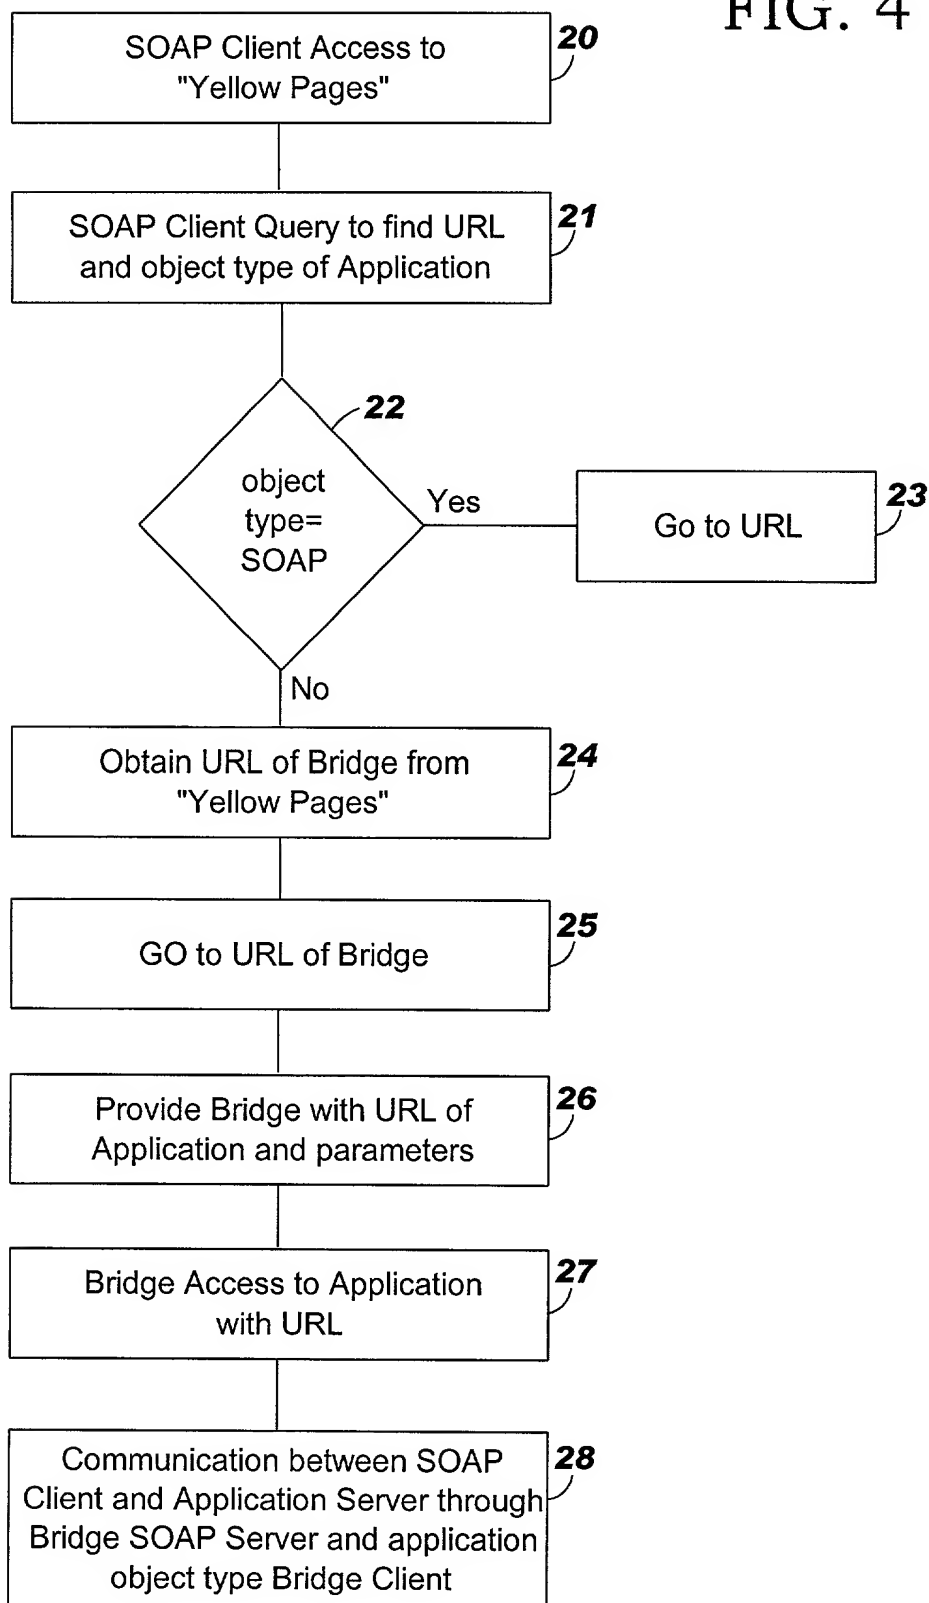 FIG. 4
SOAP Client Access to
"Yellow Pages"
20
SOAP Client Query to find URL
and object type of Application
21
22
object
type=
SOAP
Yes
Go to URL
23
No
Obtain URL of Bridge from
"Yellow Pages"
24
GO to URL of Bridge
25
Provide Bridge with URL of
Application and parameters
26
Bridge Access to Application
with URL
27
Communication between SOAP
Client and Application Server through
Bridge SOAP Server and application
object type Bridge Client
28